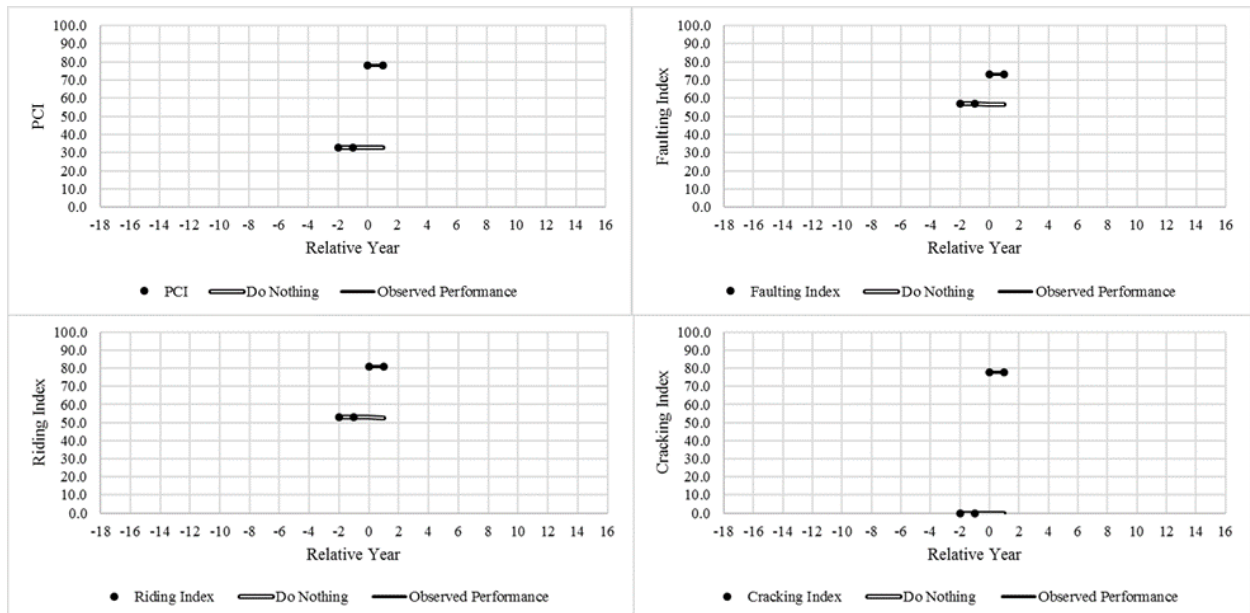 PCI
100.0
90.0
80.0
70.0
60.0
50.0
40.0
30.0
20.0
10.0
0.0
-18 -16 -14 -12 -10 -8 -6 -4 -2 0 2 4 6 8 10 12 14 16
Relative Year
PCI Do Nothing Observed Performance
Faulting Index
100.0
90.0
80.0
70.0
60.0
50.0
40.0
30.0
20.0
10.0
0.0
-18 -16 -14 -12 -10 -8 -6 -4 -2 0 2 4 6 8 10 12 14 16
Relative Year
Faulting Index Do Nothing Observed Performance
Riding Index
100.0
90.0
80.0
70.0
60.0
50.0
40.0
30.0
20.0
10.0
0.0
-18 -16 -14 -12 -10 -8 -6 -4 -2 0 2 4 6 8 10 12 14 16
Relative Year
Riding Index Do Nothing Observed Performance
Cracking Index
100.0
90.0
80.0
70.0
60.0
50.0
40.0
30.0
20.0
10.0
0.0
-18 -16 -14 -12 -10 -8 -6 -4 -2 0 2 4 6 8 10 12 14 16
Relative Year
Cracking Index Do Nothing Observed Performance